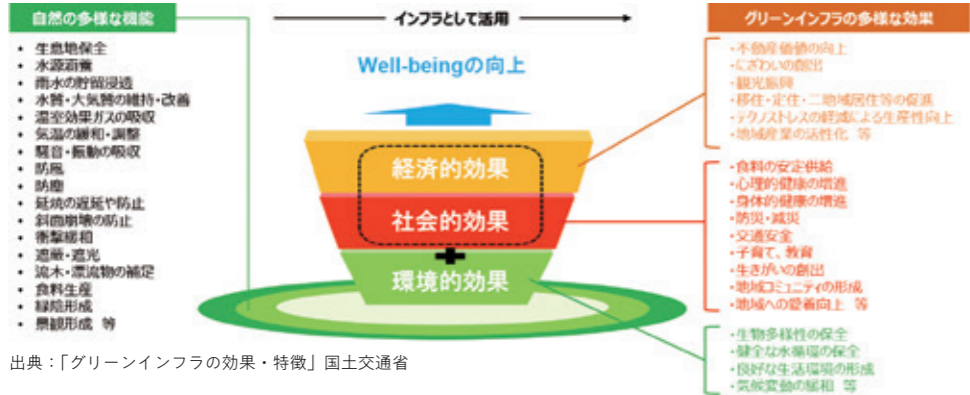 自然の多様な機能
・ 生息地保全
・ 水源涵養
・ 雨水の貯留浸透
・ 水質・大気質の維持・改善
・ 温室効果ガスの吸収
・ 気温の緩和・調整
・ 騒音・振動の吸収
・ 防風
・ 防塵
・ 延焼の遅延や防止
・ 斜面崩壊の防止
・ 衝撃緩和
・ 遮蔽・遮光
・ 流木・漂流物の補足
・ 食料生産
・ 緑陰形成
・ 景観形成 等
インフラとして活用
Well-beingの向上
経済的効果
社会的効果
+
環境的効果
グリーンインフラの多様な効果
・不動産価値の向上
・にぎわいの創出
・観光振興
・移住・定住・二地域居住等の促進
・テクノストレスの軽減による生産性向上
・地域産業の活性化 等
・食料の安定供給
・心理的健康の増進
・身体的健康の増進
・防災・減災
・交通安全
・子育て、教育
・生きがいの創出
・地域コミュニティの形成
・地域への愛着向上 等
・生物多様性の保全
・健全な水循環の保全
・良好な生活環境の形成
・気候変動の緩和 等
出典：「グリーンインフラの効果・特徴」国土交通省